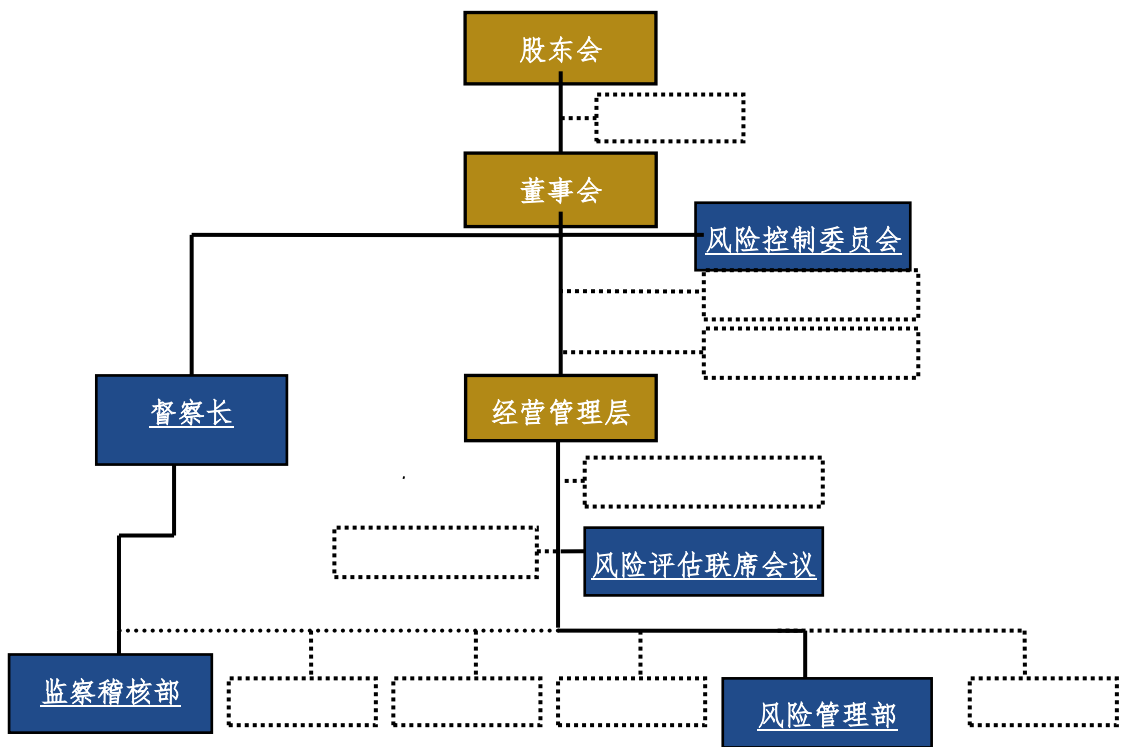 股东会
董事会
风险控制委员会
督察长
经营管理层
风险评估联席会议
监察稽核部
风险管理部